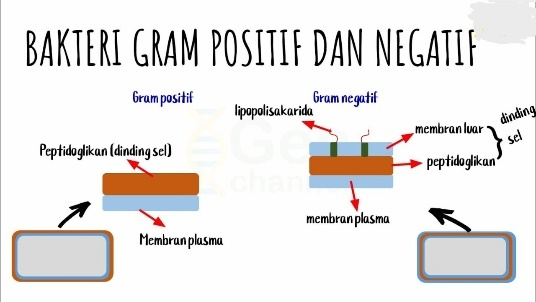 BAKTERI GRAM POSITIF DAN NEGATIF
Gram positif
Gram negatif
lipopolisakarida
Peptidoglikan (dinding sel)
membran luar
peptidoglikan
dinding
sel
Membran plasma
membran plasma